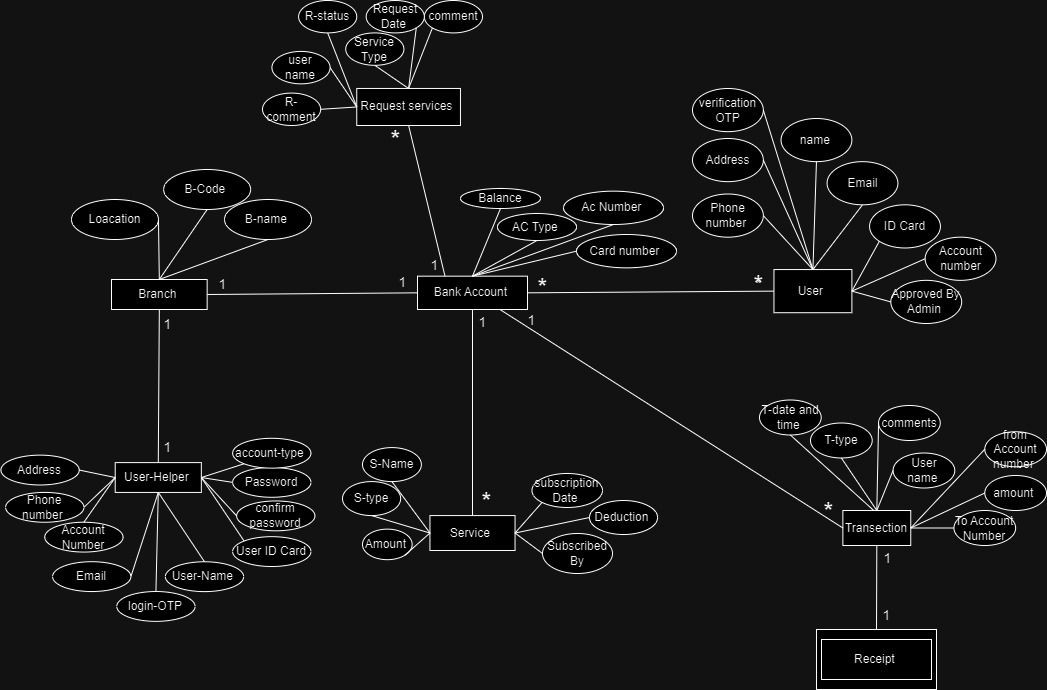 R-status
Request
Date
comment
Service
Type
user
name
R-
comment
Request services
*
verification
OTP
name
Address
Email
Phone
number
ID Card
Account
number
Approved By
Admin
User
B-Code
Loacation
B-name
Branch
1
Balance
Ac Number
AC Type
Card number
1
1
Bank Account
*
*
1
1
1
1
account-type
Address
User-Helper
Password
Phone
number
confirm
password
Account
Number
User ID Card
Email
User-Name
login-OTP
S-Name
S-type
*
subscription
Date
Deduction
Service
Amount
Subscribed
By
T-date and
time
comments
T-type
from
Account
number
User
name
amount
*
Transection
To Account
Number
1
1
Receipt